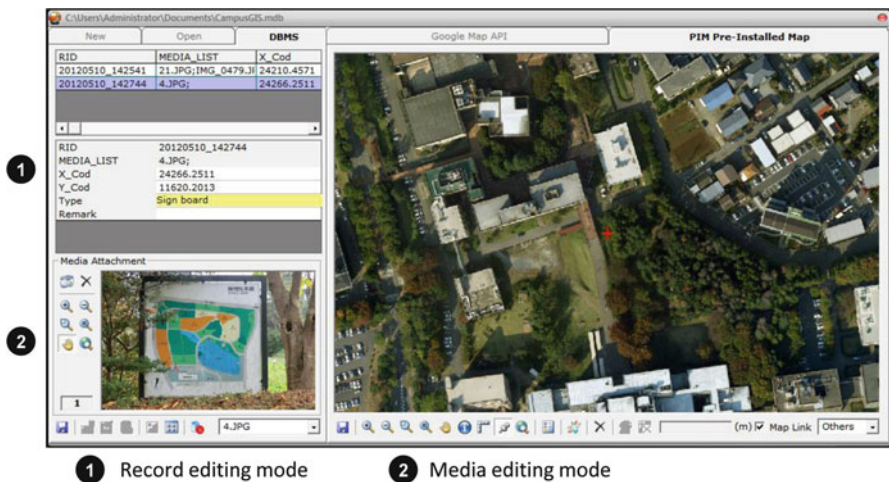 C:\Users\Administrator\Documents\CampusGIS.mdb
New Open DBMS Google Map API PIM Pre-Installed Map
RID MEDIA_LIST X_Cod
20120510_142541 21.JPG;IMG_0479.JI 24210.4571
20120510_142744 4.JPG; 24266.2511
1
RID 20120510_142744
MEDIA_LIST 4.JPG;
X_Cod 24266.2511
Y_Cod 11620.2013
Type Sign board
Remark
Media Attachment
2
1
4.JPG (m) Map Link Others
1 Record editing mode 2 Media editing mode